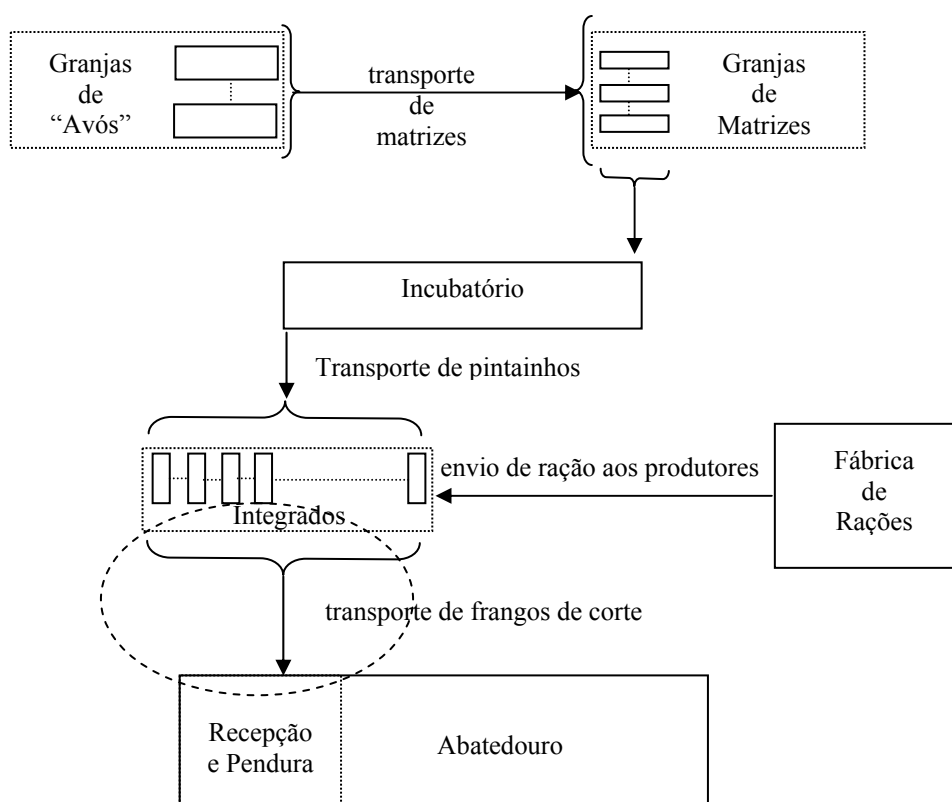 Granjas
de
“Avós”
transporte
de
matrizes
Granjas
de
Matrizes
Incubatório
Transporte de pintainhos
envio de ração aos produtores
Fábrica
de
Rações
Integrados
transporte de frangos de corte
Recepção
e Pendura
Abatedouro